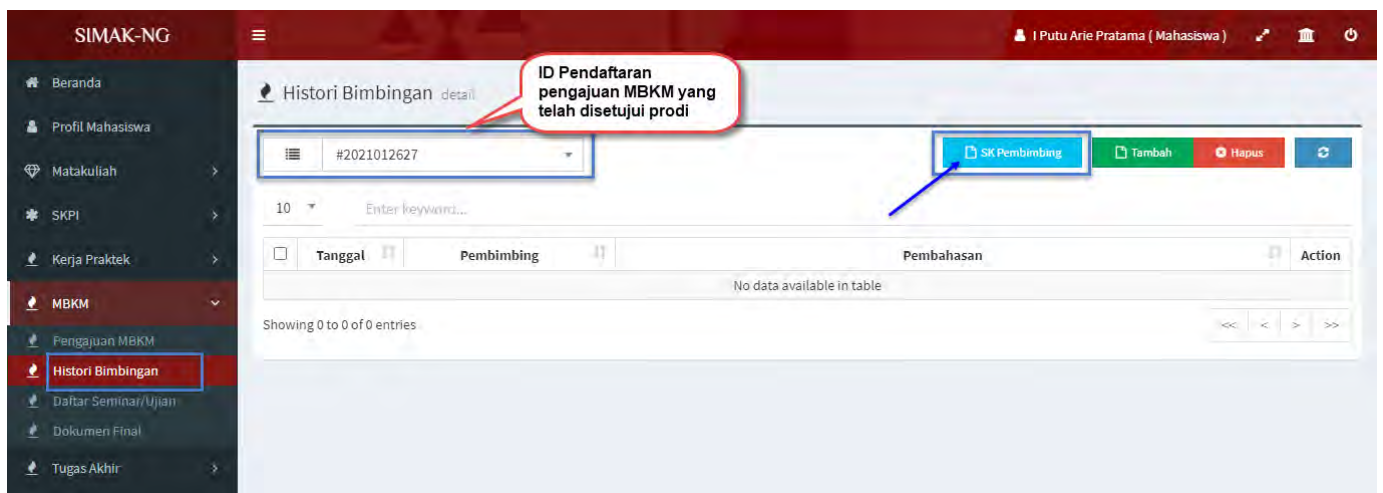 SIMAK-NG
I Putu Arie Pratama ( Mahasiswa )
Beranda
Profil Mahasiswa
Matakuliah
SKPI
Kerja Praktek
MBKM
Pengajuan MBKM
Histori Bimbingan
Daftar Seminar/Ujian
Dokumen Final
Tugas Akhir
Histori Bimbingan detail
ID Pendaftaran
pengajuan MBKM yang
telah disetujui prodi
#2021012627
SK Pembimbing
Tambah
Hapus
10
Enter keyword...
Tanggal Pembimbing Pembahasan Action
No data available in table
Showing 0 to 0 of 0 entries
<< < > >>